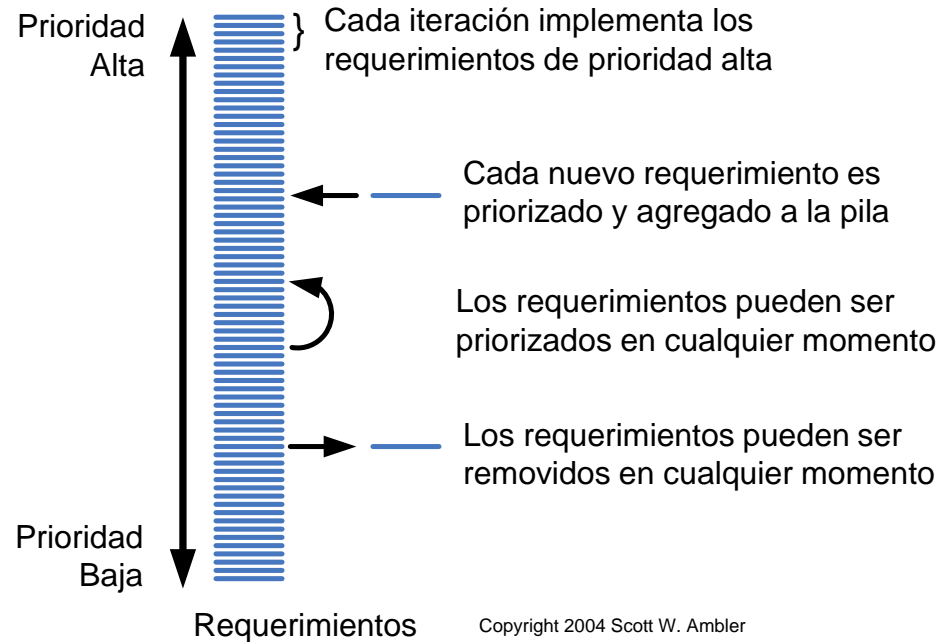 Prioridad
Alta
Cada iteración implementa los
requerimientos de prioridad alta
Cada nuevo requerimiento es
priorizado y agregado a la pila
Los requerimientos pueden ser
priorizados en cualquier momento
Los requerimientos pueden ser
removidos en cualquier momento
Prioridad
Baja
Requerimientos
Copyright 2004 Scott W. Ambler